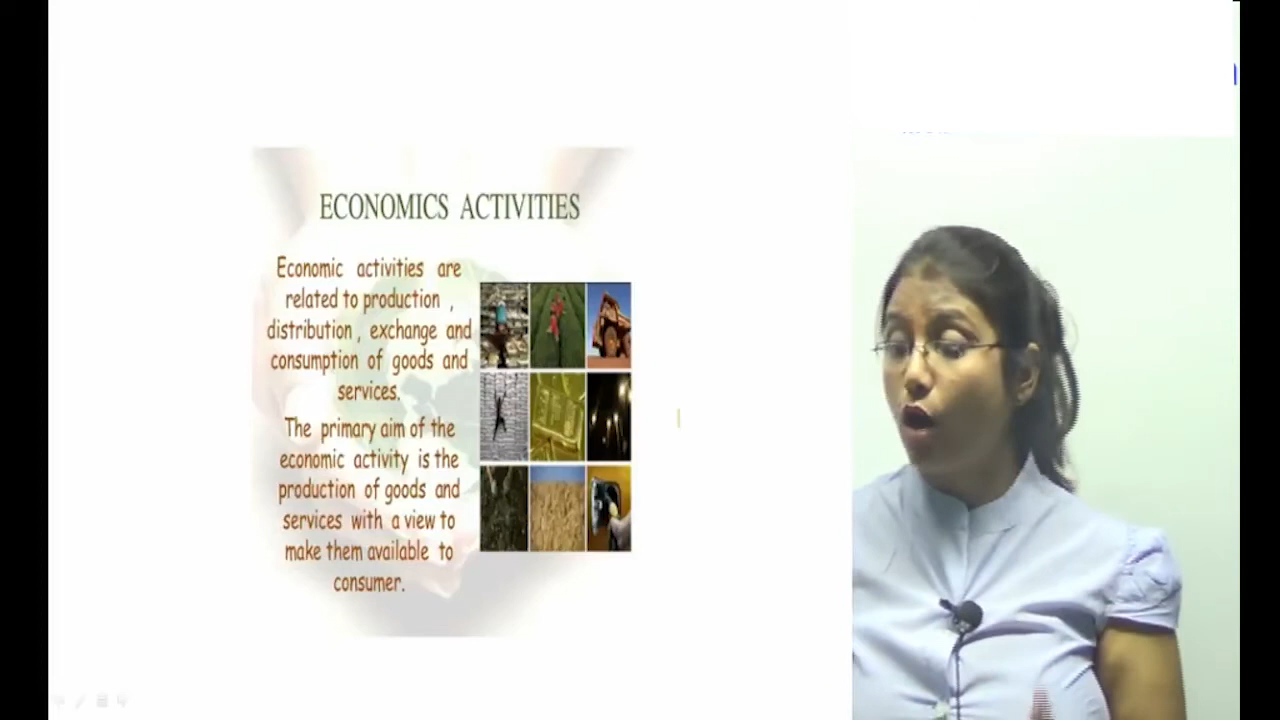 ECONOMICS ACTIVITIES
Economic activities are
related to production ,
distribution , exchange and
consumption of goods and
services.
The primary aim of the
economic activity is the
production of goods and
services with a view to
make them available to
consumer.